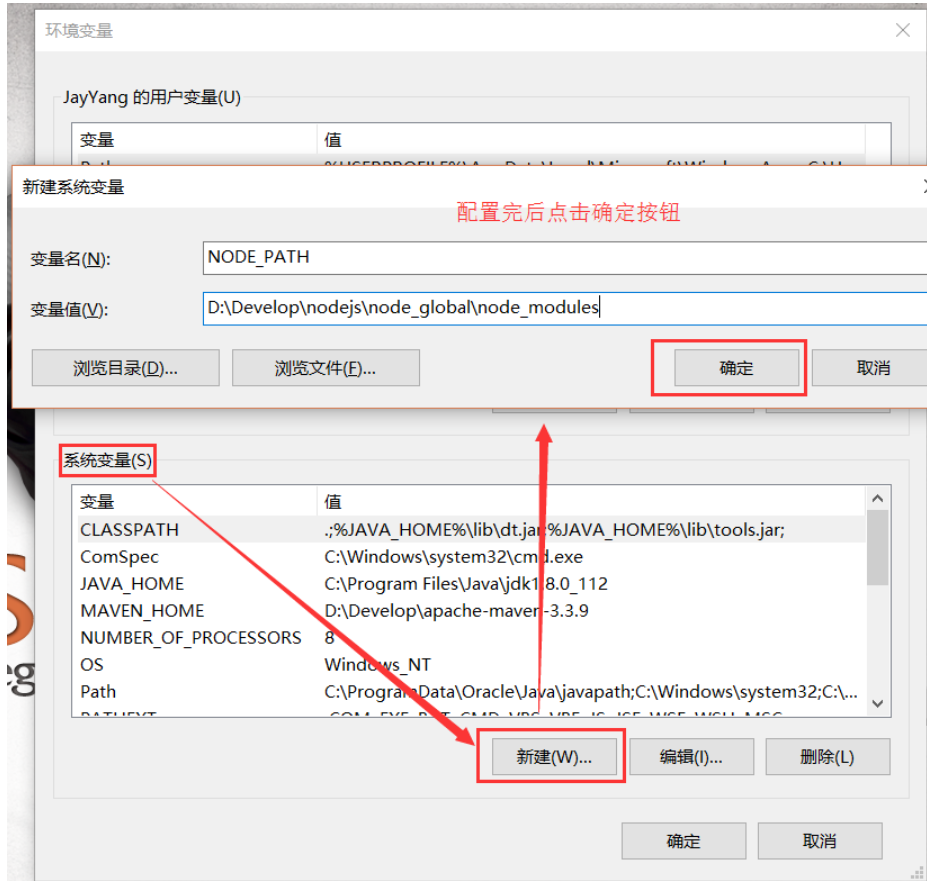 环境变量
JayYang 的用户变量(U)
变量 值
新建系统变量
配置完后点击确定按钮
变量名(N): NODE_PATH
变量值(V): D:\Develop\nodejs\node_global\node_modules
浏览目录(D)... 浏览文件(F)... 确定 取消
系统变量(S)
变量 值
CLASSPATH .;%JAVA_HOME%\lib\dt.jar;%JAVA_HOME%\lib\tools.jar;
ComSpec C:\Windows\system32\cmd.exe
JAVA_HOME C:\Program Files\Java\jdk1.8.0_112
MAVEN_HOME D:\Develop\apache-maven-3.3.9
NUMBER_OF_PROCESSORS 8
OS Windows_NT
Path C:\ProgramData\Oracle\Java\javapath;C:\Windows\system32;C:\...
新建(W)... 编辑(I)... 删除(L)
确定 取消